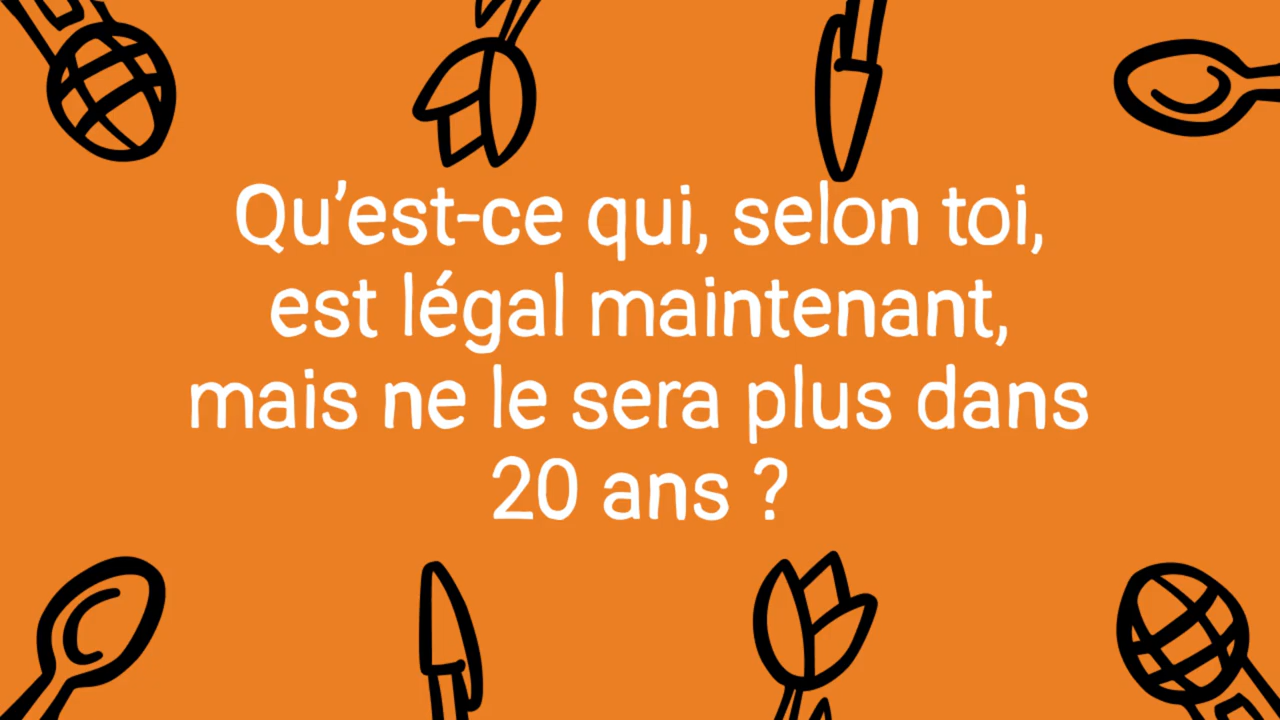 Qu’est-ce qui, selon toi,
est légal maintenant,
mais ne le sera plus dans
20 ans ?